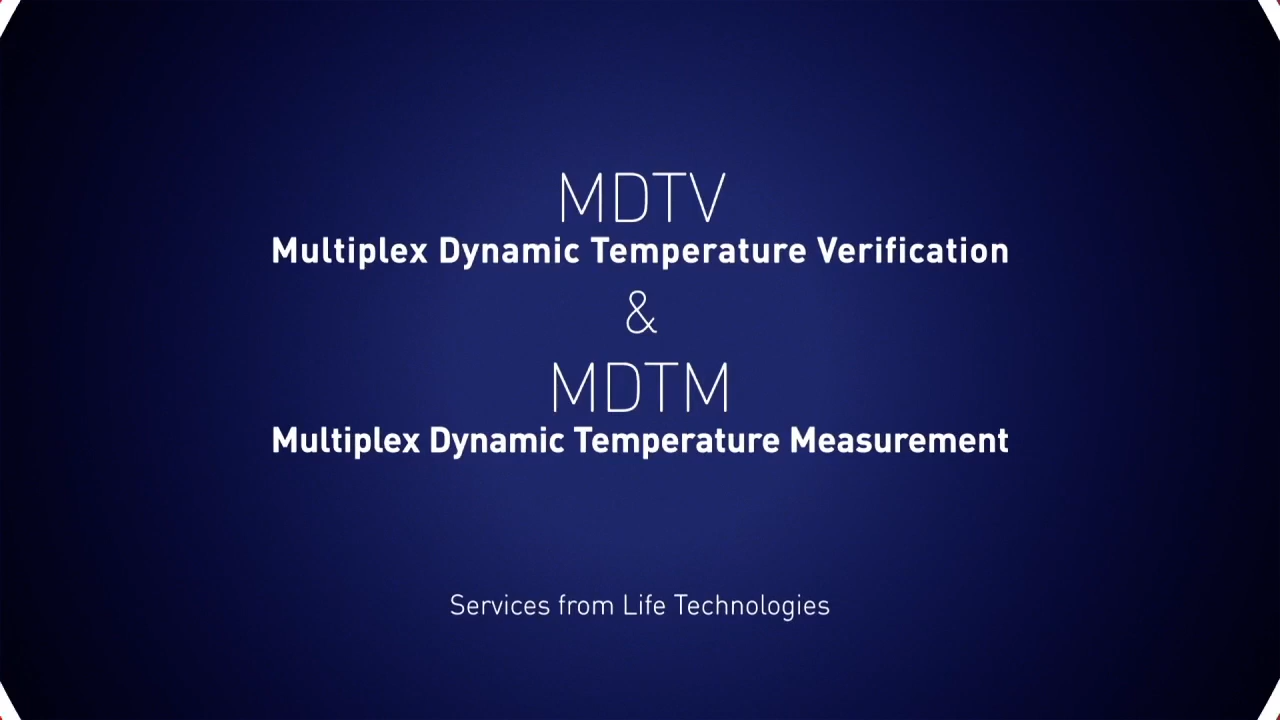 MDTV
Multiplex Dynamic Temperature Verification
&
MDTM
Multiplex Dynamic Temperature Measurement
Services from Life Technologies